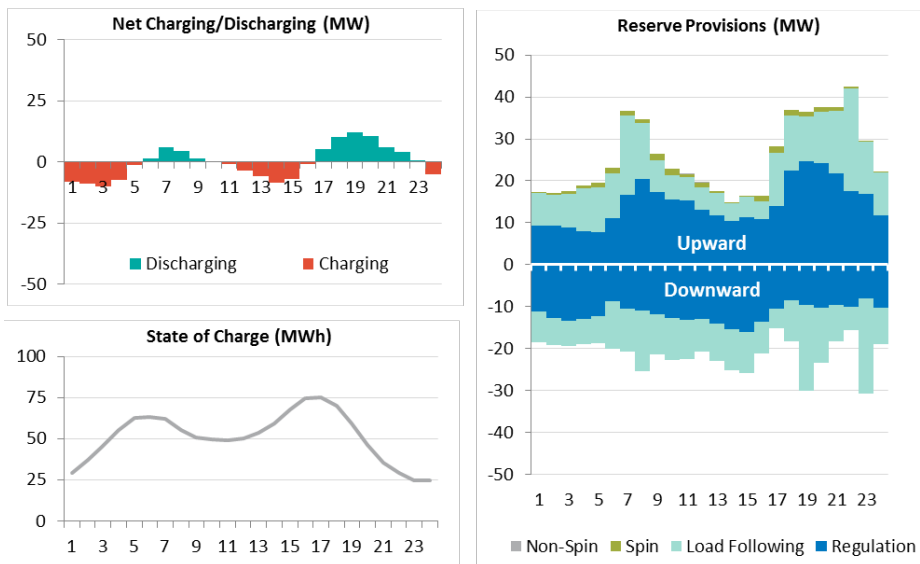 Net Charging/Discharging (MW)
50
25
0
-25
-50
1 3 5 7 9 11 13 15 17 19 21 23
Discharging Charging
State of Charge (MWh)
100
75
50
25
0
1 3 5 7 9 11 13 15 17 19 21 23
Reserve Provisions (MW)
50
40
30
20
10
0
-10
-20
-30
-40
-50
Upward
Downward
1 3 5 7 9 11 13 15 17 19 21 23
Non-Spin Spin Load Following Regulation